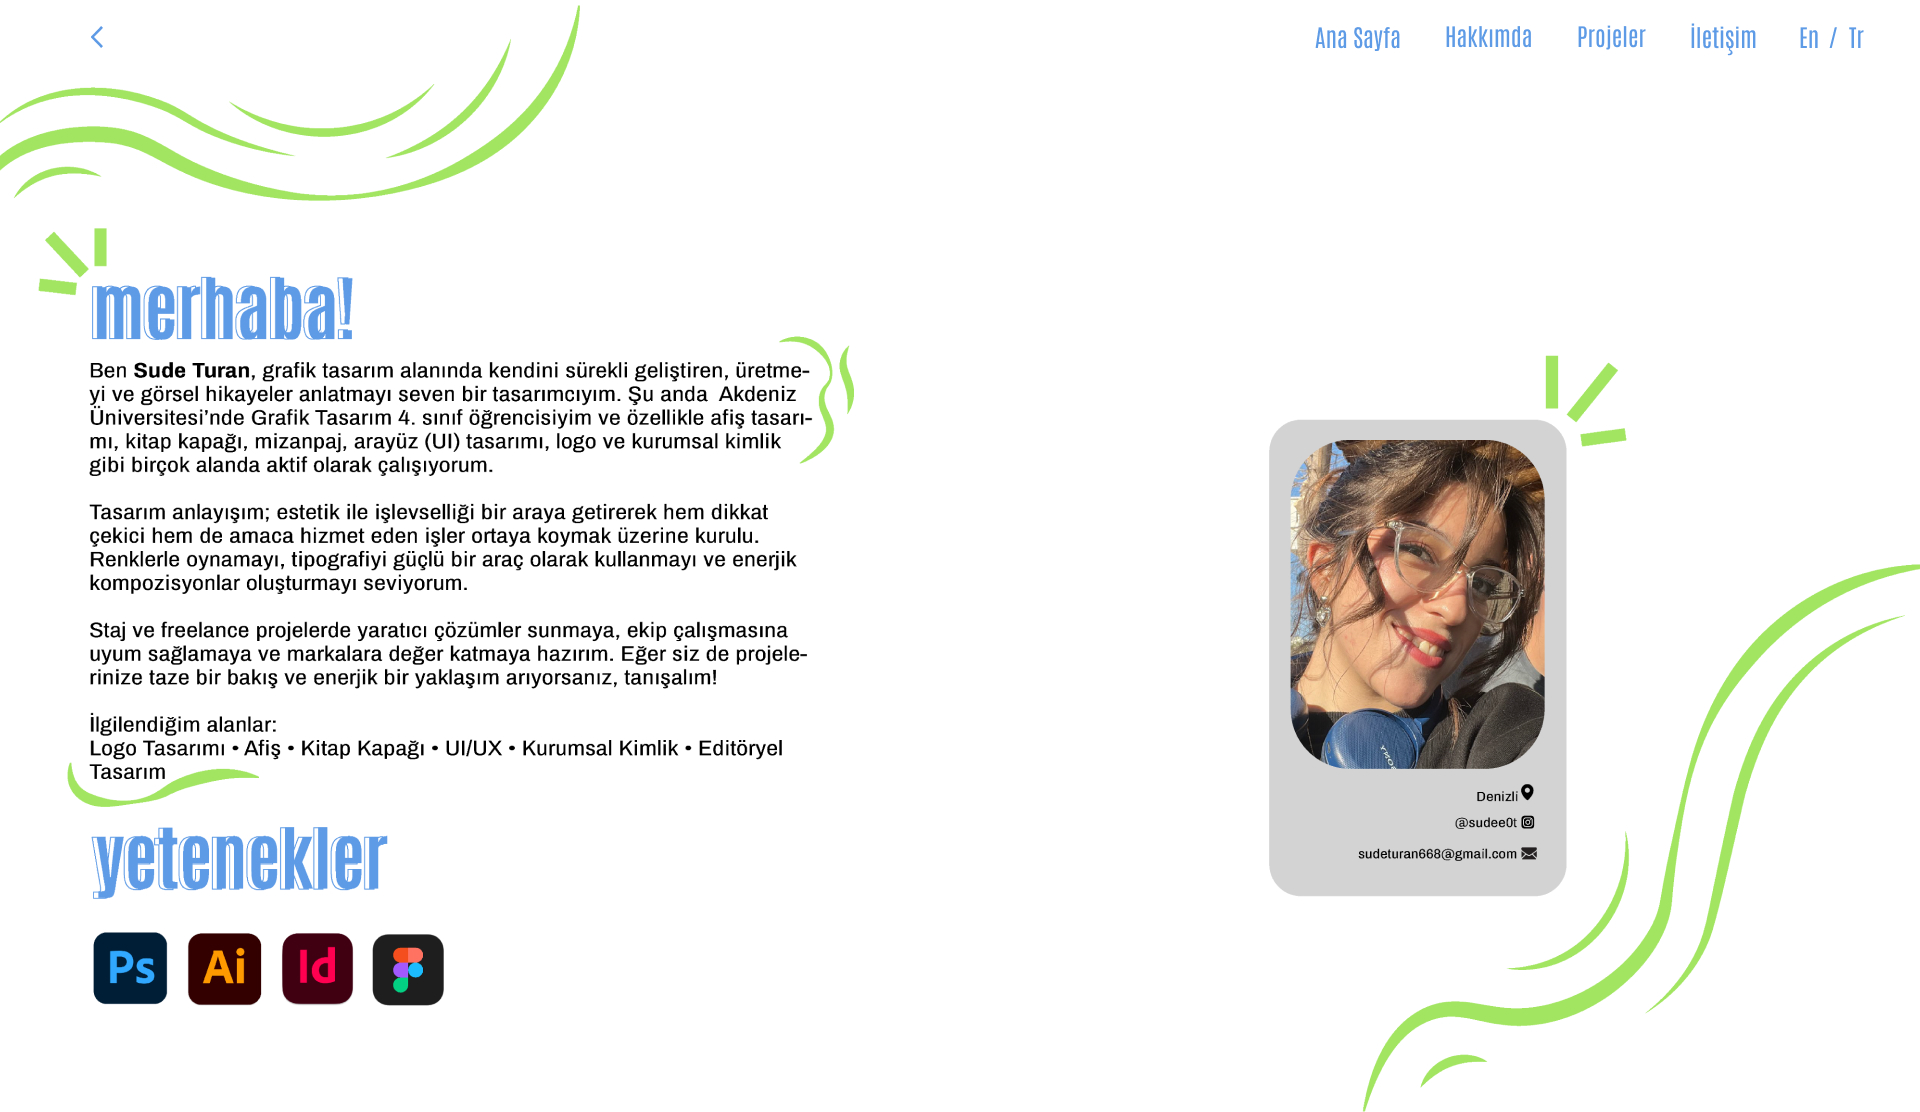 Ana Sayfa Hakkımda Projeler İletişim En / Tr
merhaba!
Ben Sude Turan, grafik tasarım alanında kendini sürekli geliştiren, üretme-
yi ve görsel hikayeler anlatmayı seven bir tasarımcıyım. Şu anda  Akdeniz
Üniversitesi’nde Grafik Tasarım 4. sınıf öğrencisiyim ve özellikle afiş tasarı-
mı, kitap kapağı, mizanpaj, arayüz (UI) tasarımı, logo ve kurumsal kimlik
gibi birçok alanda aktif olarak çalışıyorum.
Tasarım anlayışım; estetik ile işlevselliği bir araya getirerek hem dikkat
çekici hem de amaca hizmet eden işler ortaya koymak üzerine kurulu.
Renklerle oynamayı, tipografiyi güçlü bir araç olarak kullanmayı ve enerjik
kompozisyonlar oluşturmayı seviyorum.
Staj ve freelance projelerde yaratıcı çözümler sunmaya, ekip çalışmasına
uyum sağlamaya ve markalara değer katmaya hazırım. Eğer siz de projele-
rinize taze bir bakış ve enerjik bir yaklaşım arıyorsanız, tanışalım!
İlgilendiğim alanlar:
Logo Tasarımı • Afiş • Kitap Kapağı • UI/UX • Kurumsal Kimlik • Editöryel
Tasarım
yetenekler
Ps Ai Id
Denizli
@sudee0t
sudeturan668@gmail.com